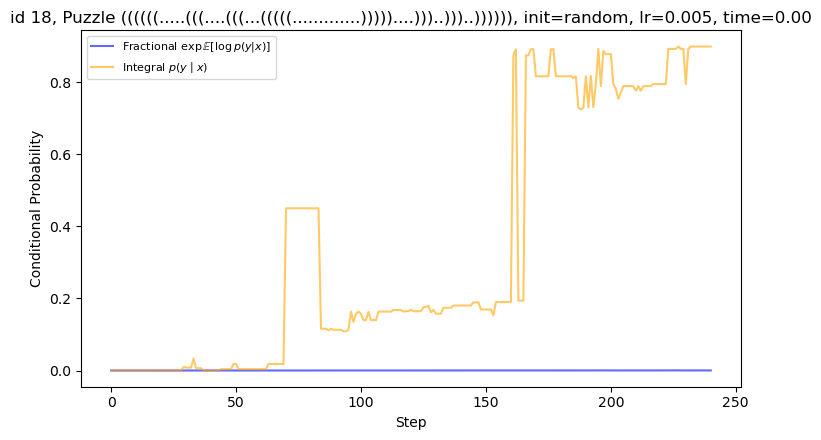 id 18, Puzzle ((((((.....(((....(((...(((((.............)))))....)))..)))..)))))), init=random, lr=0.005, time=0.00
Fractional exp𝔼[log p(y|x)]
Integral p(y | x)
Conditional Probability
0.8
0.6
0.4
0.2
0.0
0 50 100 150 200 250
Step